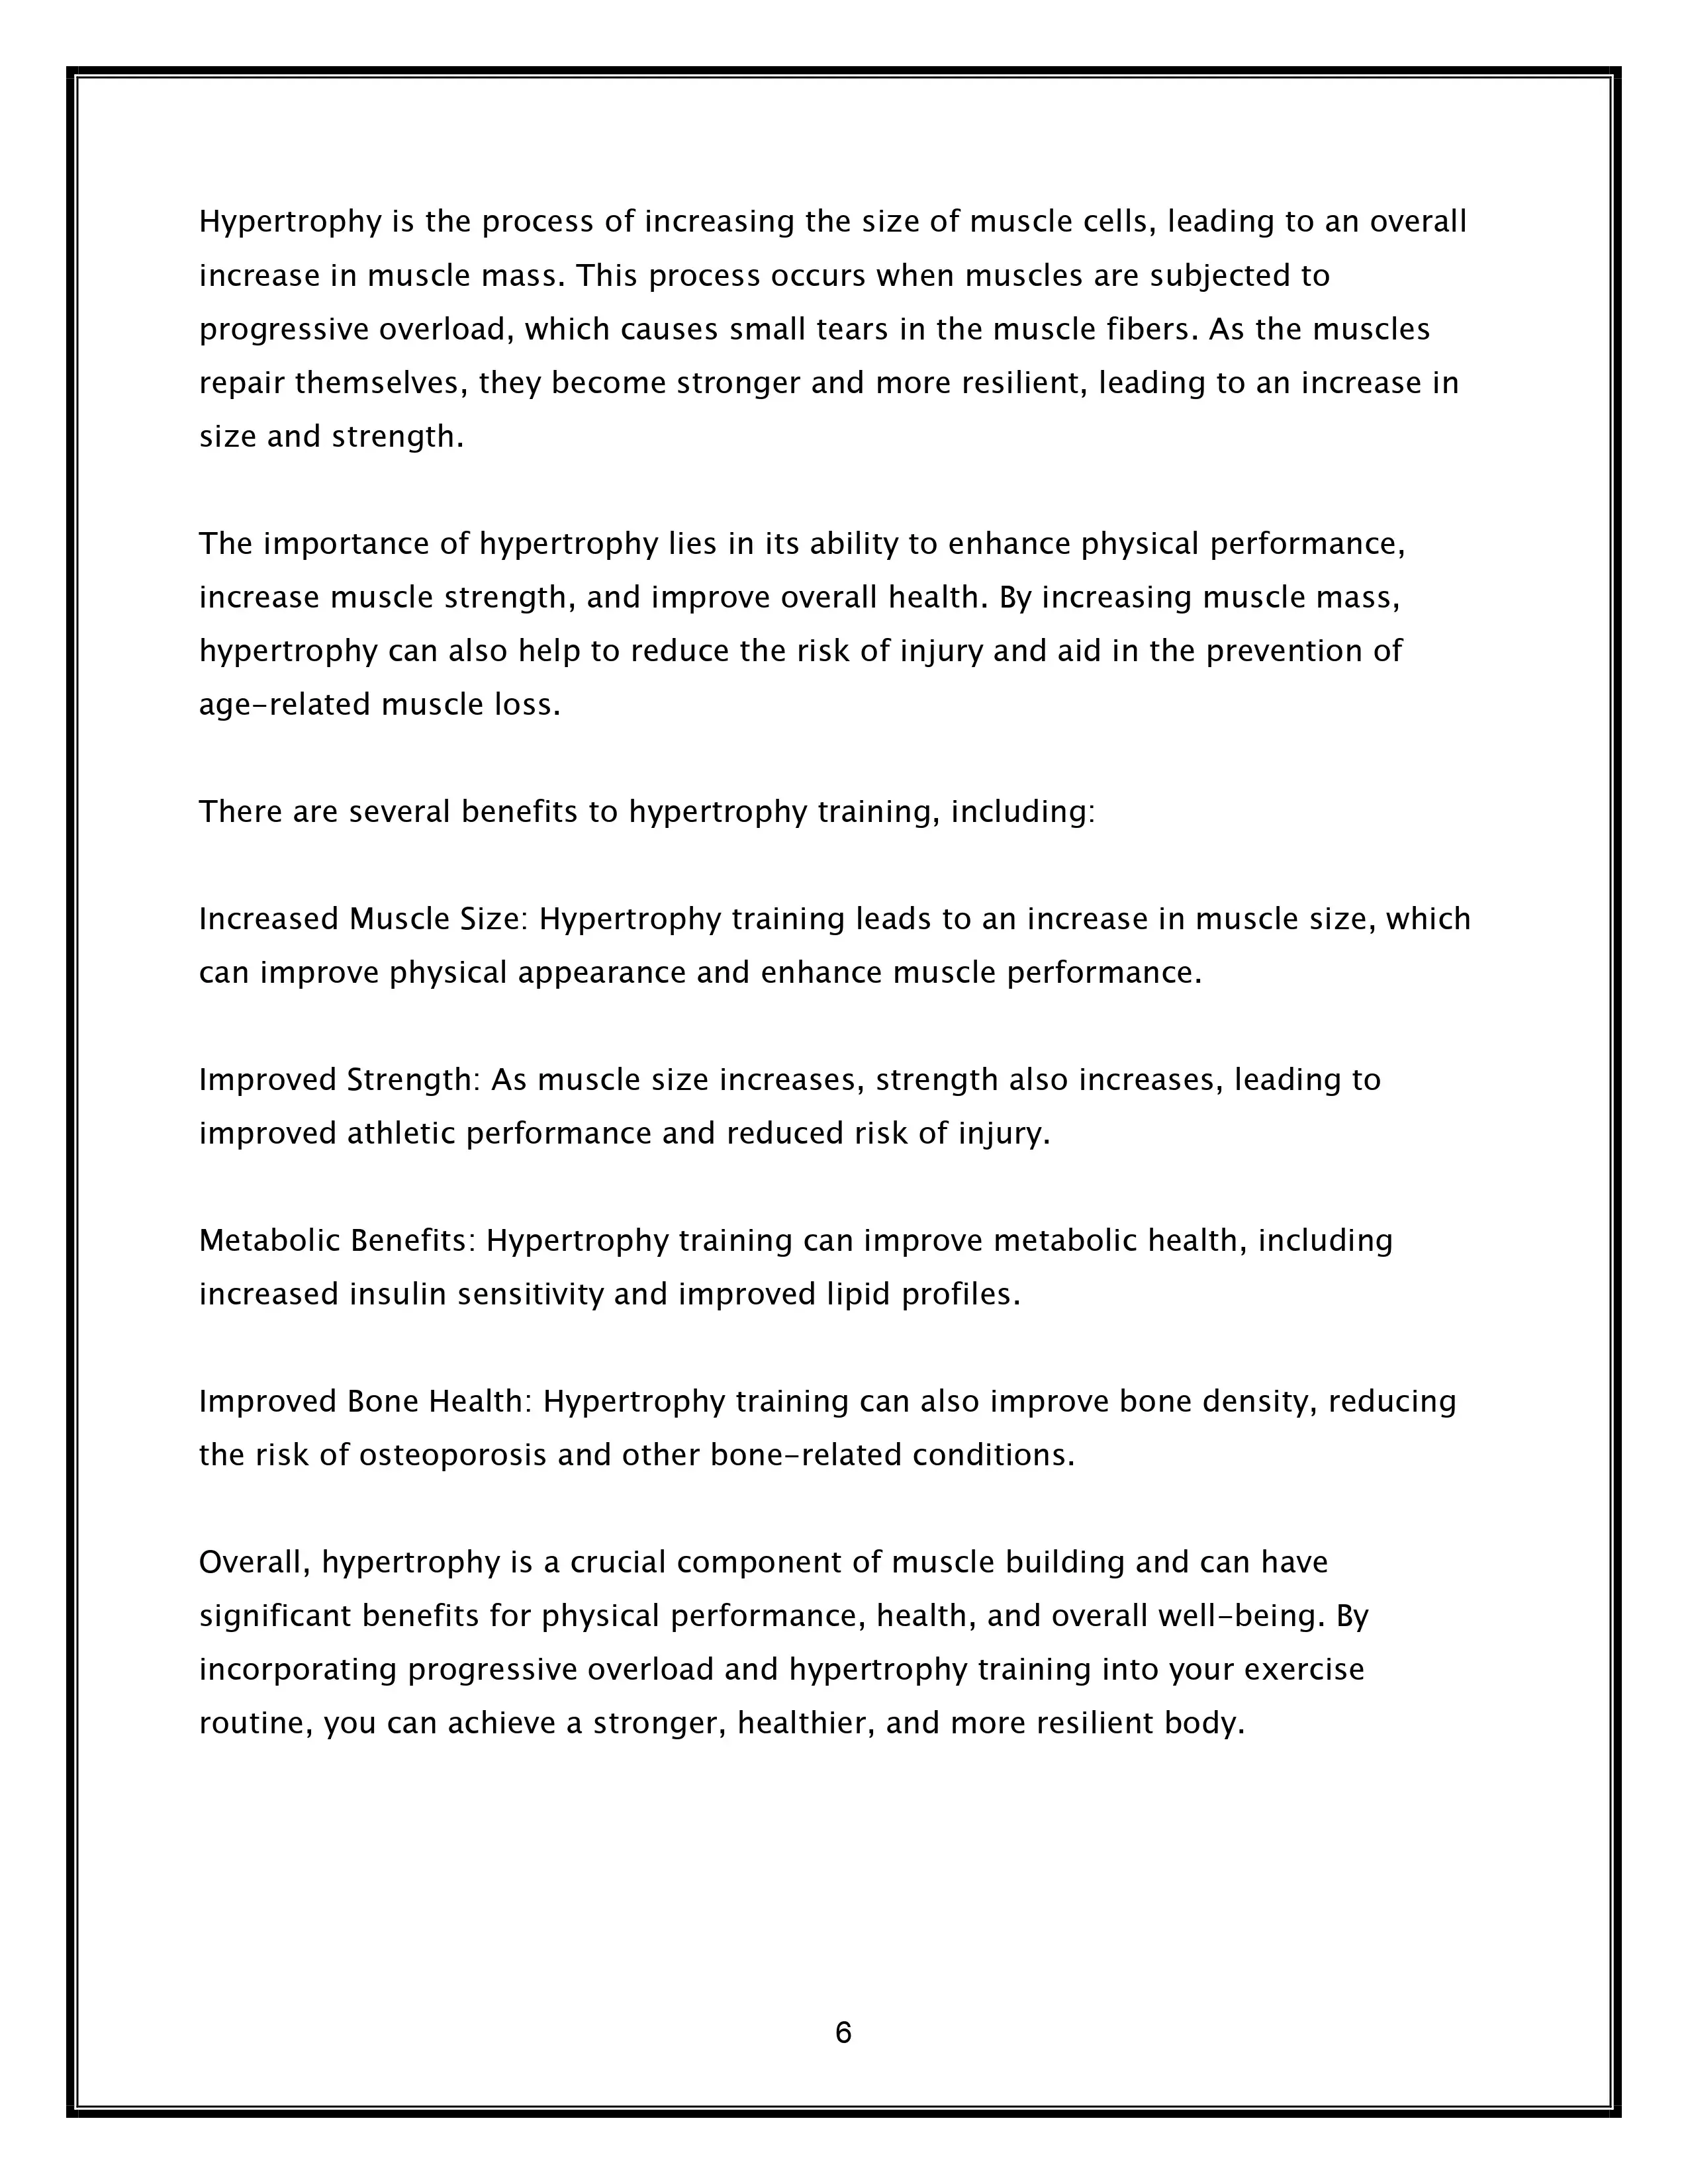 Hypertrophy is the process of increasing the size of muscle cells, leading to an overall
increase in muscle mass. This process occurs when muscles are subjected to
progressive overload, which causes small tears in the muscle fibers. As the muscles
repair themselves, they become stronger and more resilient, leading to an increase in
size and strength.
The importance of hypertrophy lies in its ability to enhance physical performance,
increase muscle strength, and improve overall health. By increasing muscle mass,
hypertrophy can also help to reduce the risk of injury and aid in the prevention of
age-related muscle loss.
There are several benefits to hypertrophy training, including:
Increased Muscle Size: Hypertrophy training leads to an increase in muscle size, which
can improve physical appearance and enhance muscle performance.
Improved Strength: As muscle size increases, strength also increases, leading to
improved athletic performance and reduced risk of injury.
Metabolic Benefits: Hypertrophy training can improve metabolic health, including
increased insulin sensitivity and improved lipid profiles.
Improved Bone Health: Hypertrophy training can also improve bone density, reducing
the risk of osteoporosis and other bone-related conditions.
Overall, hypertrophy is a crucial component of muscle building and can have
significant benefits for physical performance, health, and overall well-being. By
incorporating progressive overload and hypertrophy training into your exercise
routine, you can achieve a stronger, healthier, and more resilient body.
6